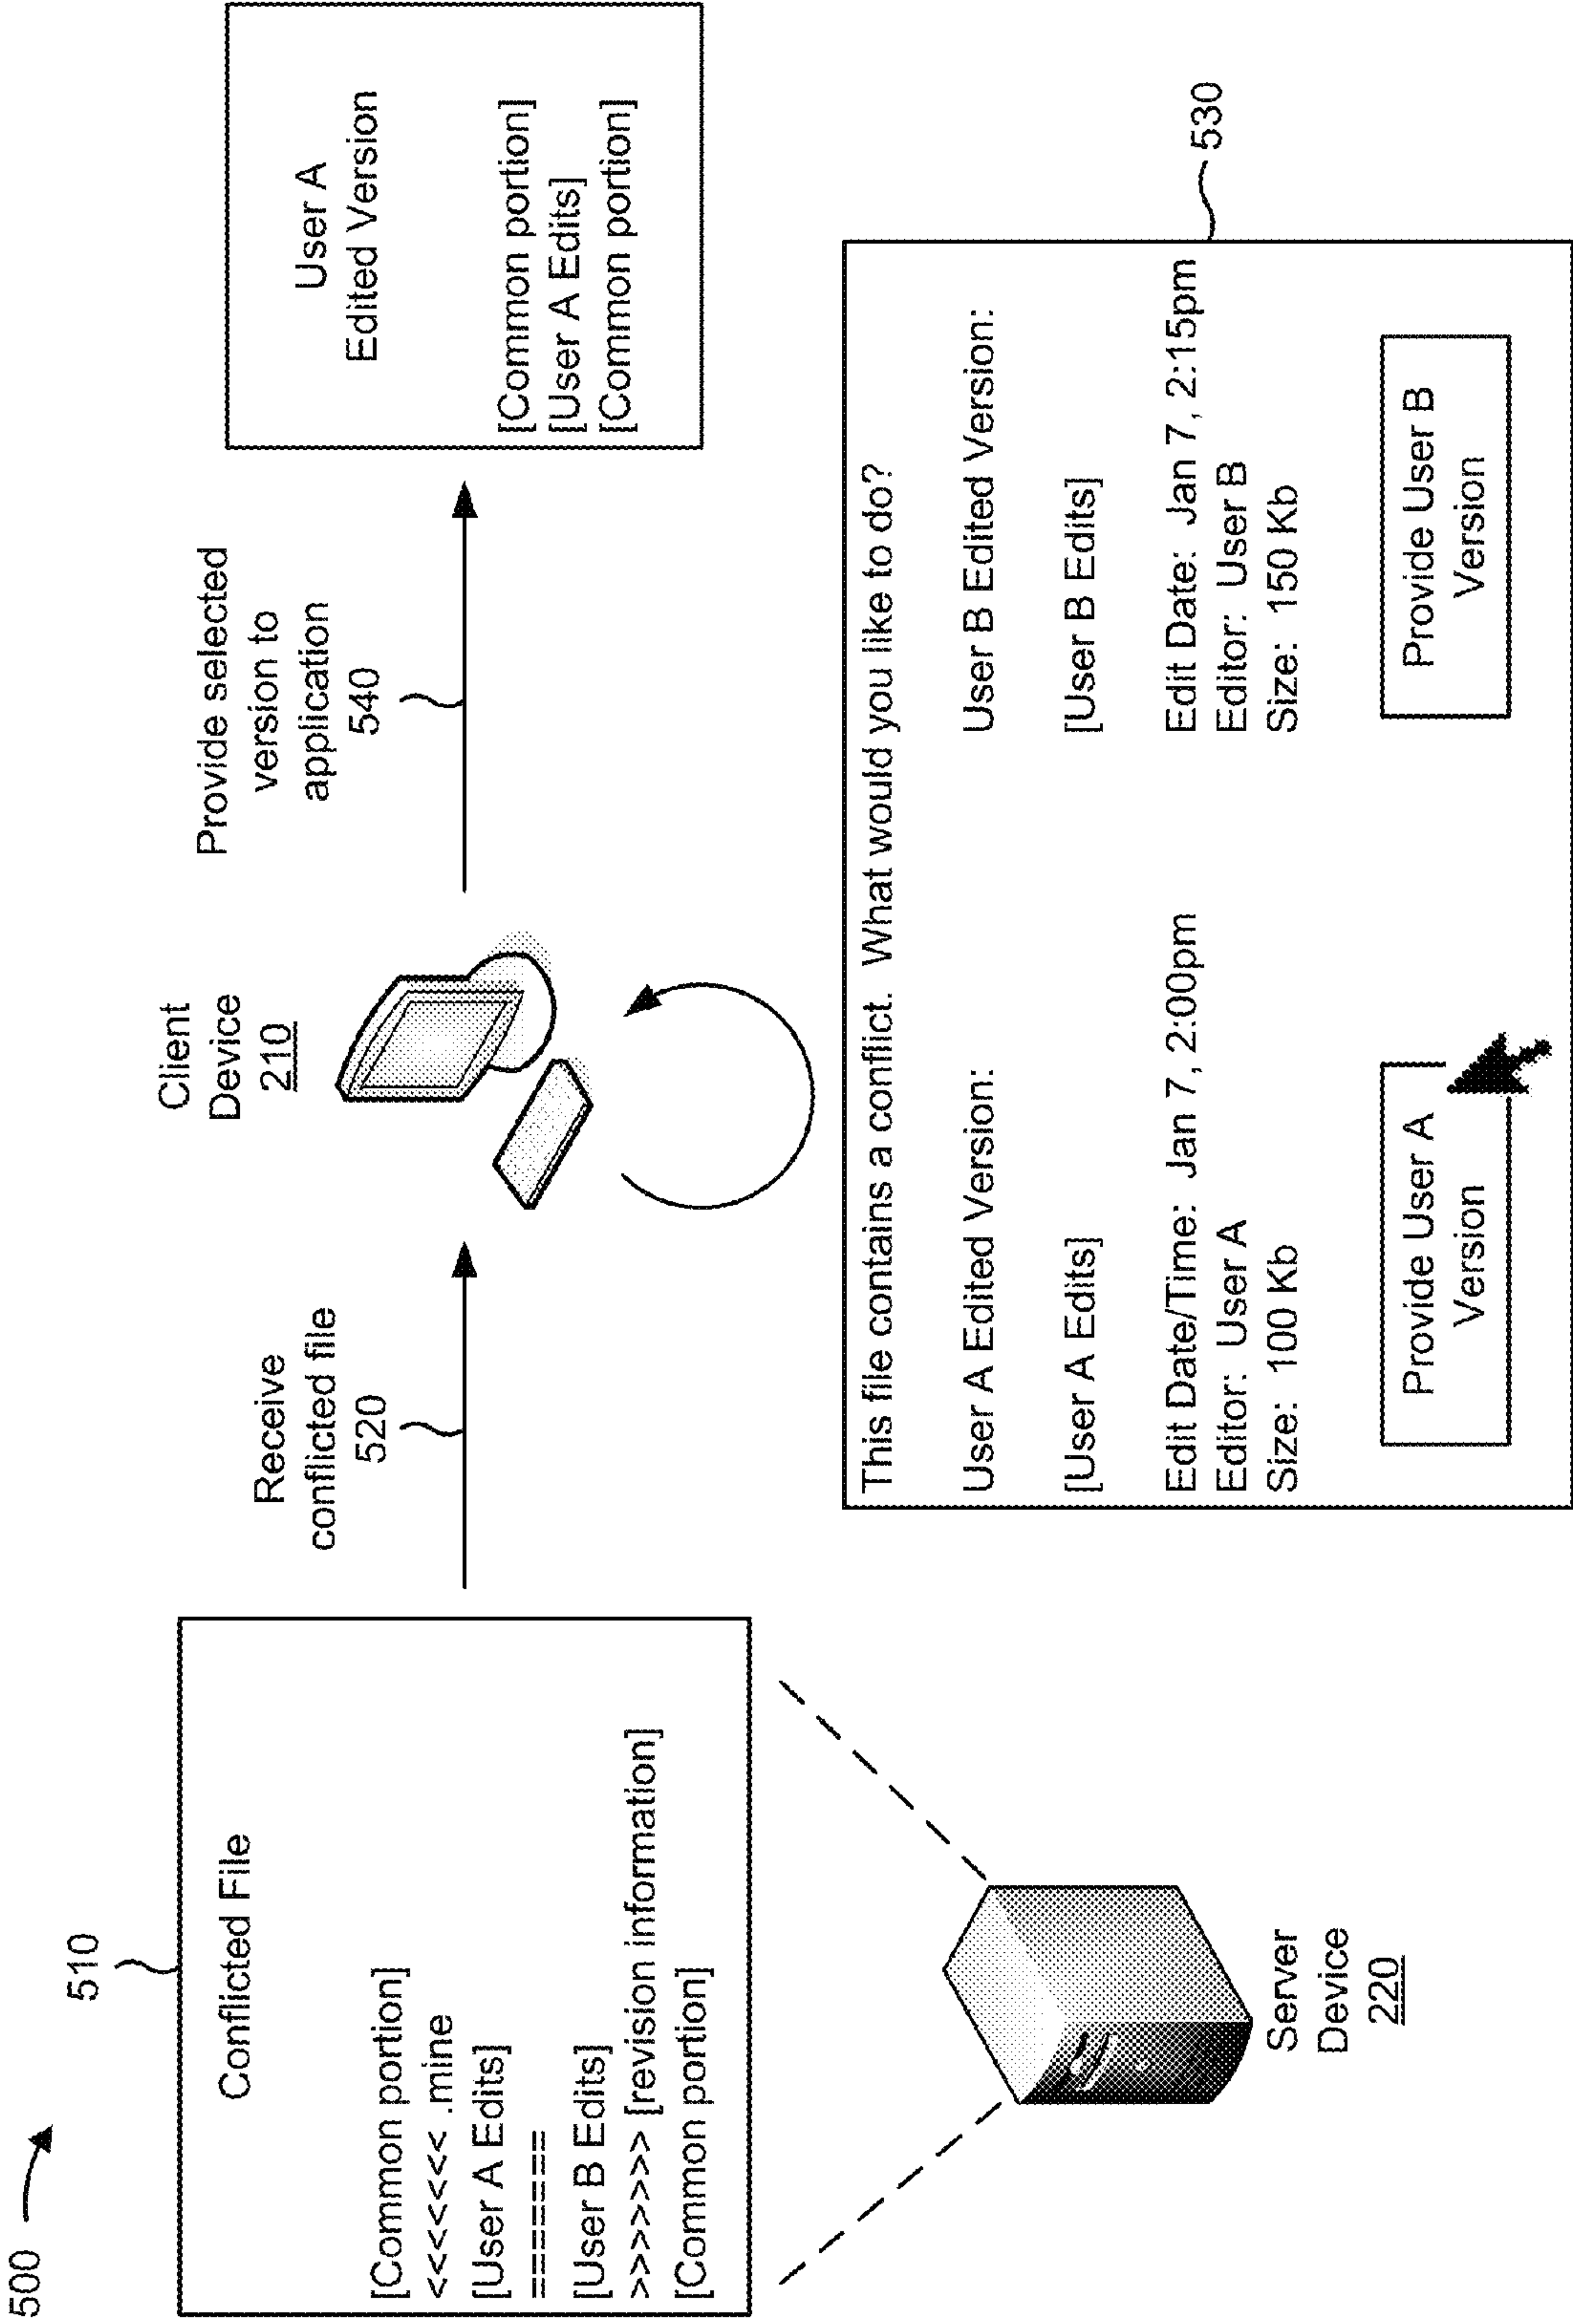 500
510
Conflicted File
[Common portion]
<<<<<<< .mine
[User A Edits]
=======
[User B Edits]
>>>>>>> [revision information]
[Common portion]
Server
Device
220
Receive
conflicted file
520
Client
Device
210
Provide selected
version to
application
540
User A
Edited Version
[Common portion]
[User A Edits]
[Common portion]
530
This file contains a conflict. What would you like to do?
User A Edited Version:
[User A Edits]
Edit Date/Time: Jan 7, 2:00pm
Editor: User A
Size: 100 Kb
Provide User A
Version
User B Edited Version:
[User B Edits]
Edit Date: Jan 7, 2:15pm
Editor: User B
Size: 150 Kb
Provide User B
Version